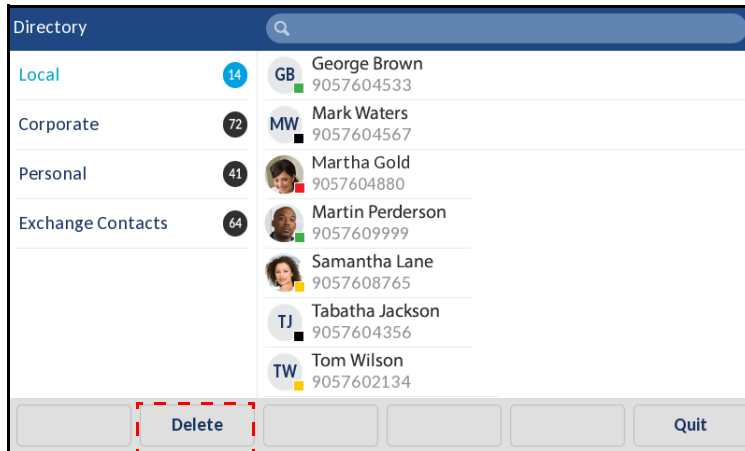 Directory
Local 14
Corporate 72
Personal 41
Exchange Contacts 64
GB George Brown
9057604533
MW Mark Waters
9057604567
Martha Gold
9057604880
Martin Perderson
9057609999
Samantha Lane
9057608765
TJ Tabatha Jackson
9057604356
TW Tom Wilson
9057602134
Delete Quit